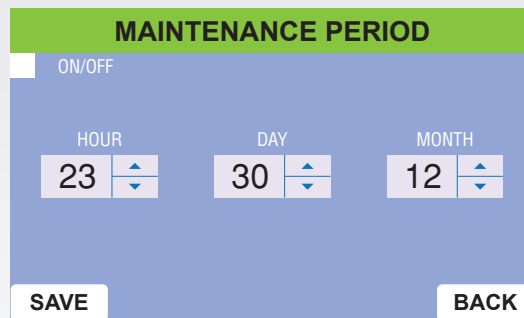 MAINTENANCE PERIOD
ON/OFF
HOUR DAY MONTH
23 30 12
SAVE BACK